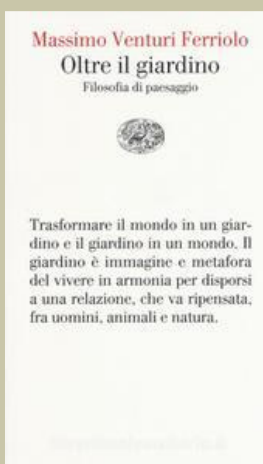 Massimo Venturi Ferriolo
Oltre il giardino
Filosofia di paesaggio
Trasformare il mondo in un giar-
dino e il giardino in un mondo. Il
giardino è immagine e metafora
del vivere in armonia per disporsi
a una relazione, che va ripensata,
fra uomini, animali e natura.